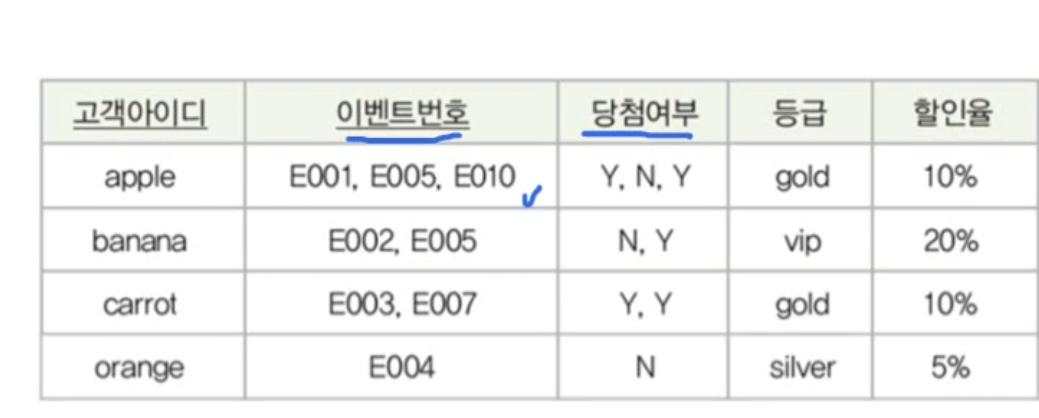 고객아이디 이벤트번호 당첨여부 등급 할인율
apple E001, E005, E010 Y, N, Y gold 10%
banana E002, E005 N, Y vip 20%
carrot E003, E007 Y, Y gold 10%
orange E004 N silver 5%